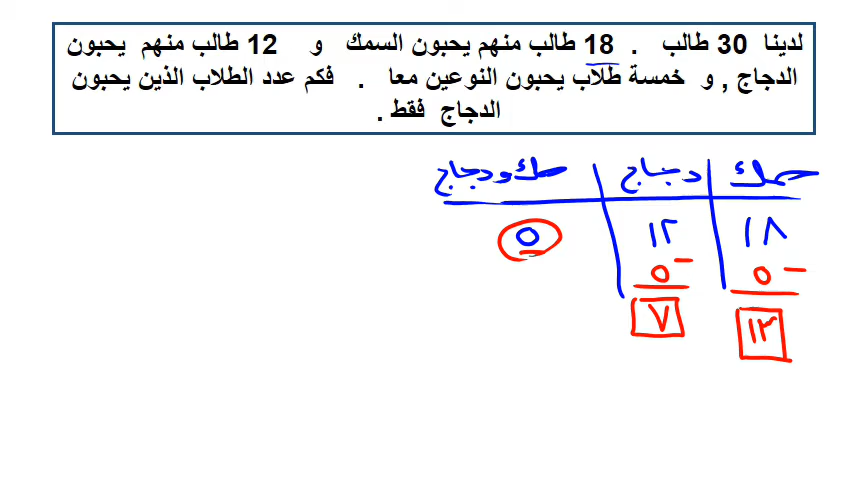 لدينا 30 طالب . 18 طالب منهم يحبون السمك و 12 طالب منهم يحبون
الدجاج , و خمسة طلاب يحبون النوعين معا . فكم عدد الطلاب الذين يحبون
الدجاج فقط .
سمك دجاج سمك ودجاج
١٨ ١٢ ٥
٥ - ٥ -
١٣ ٧